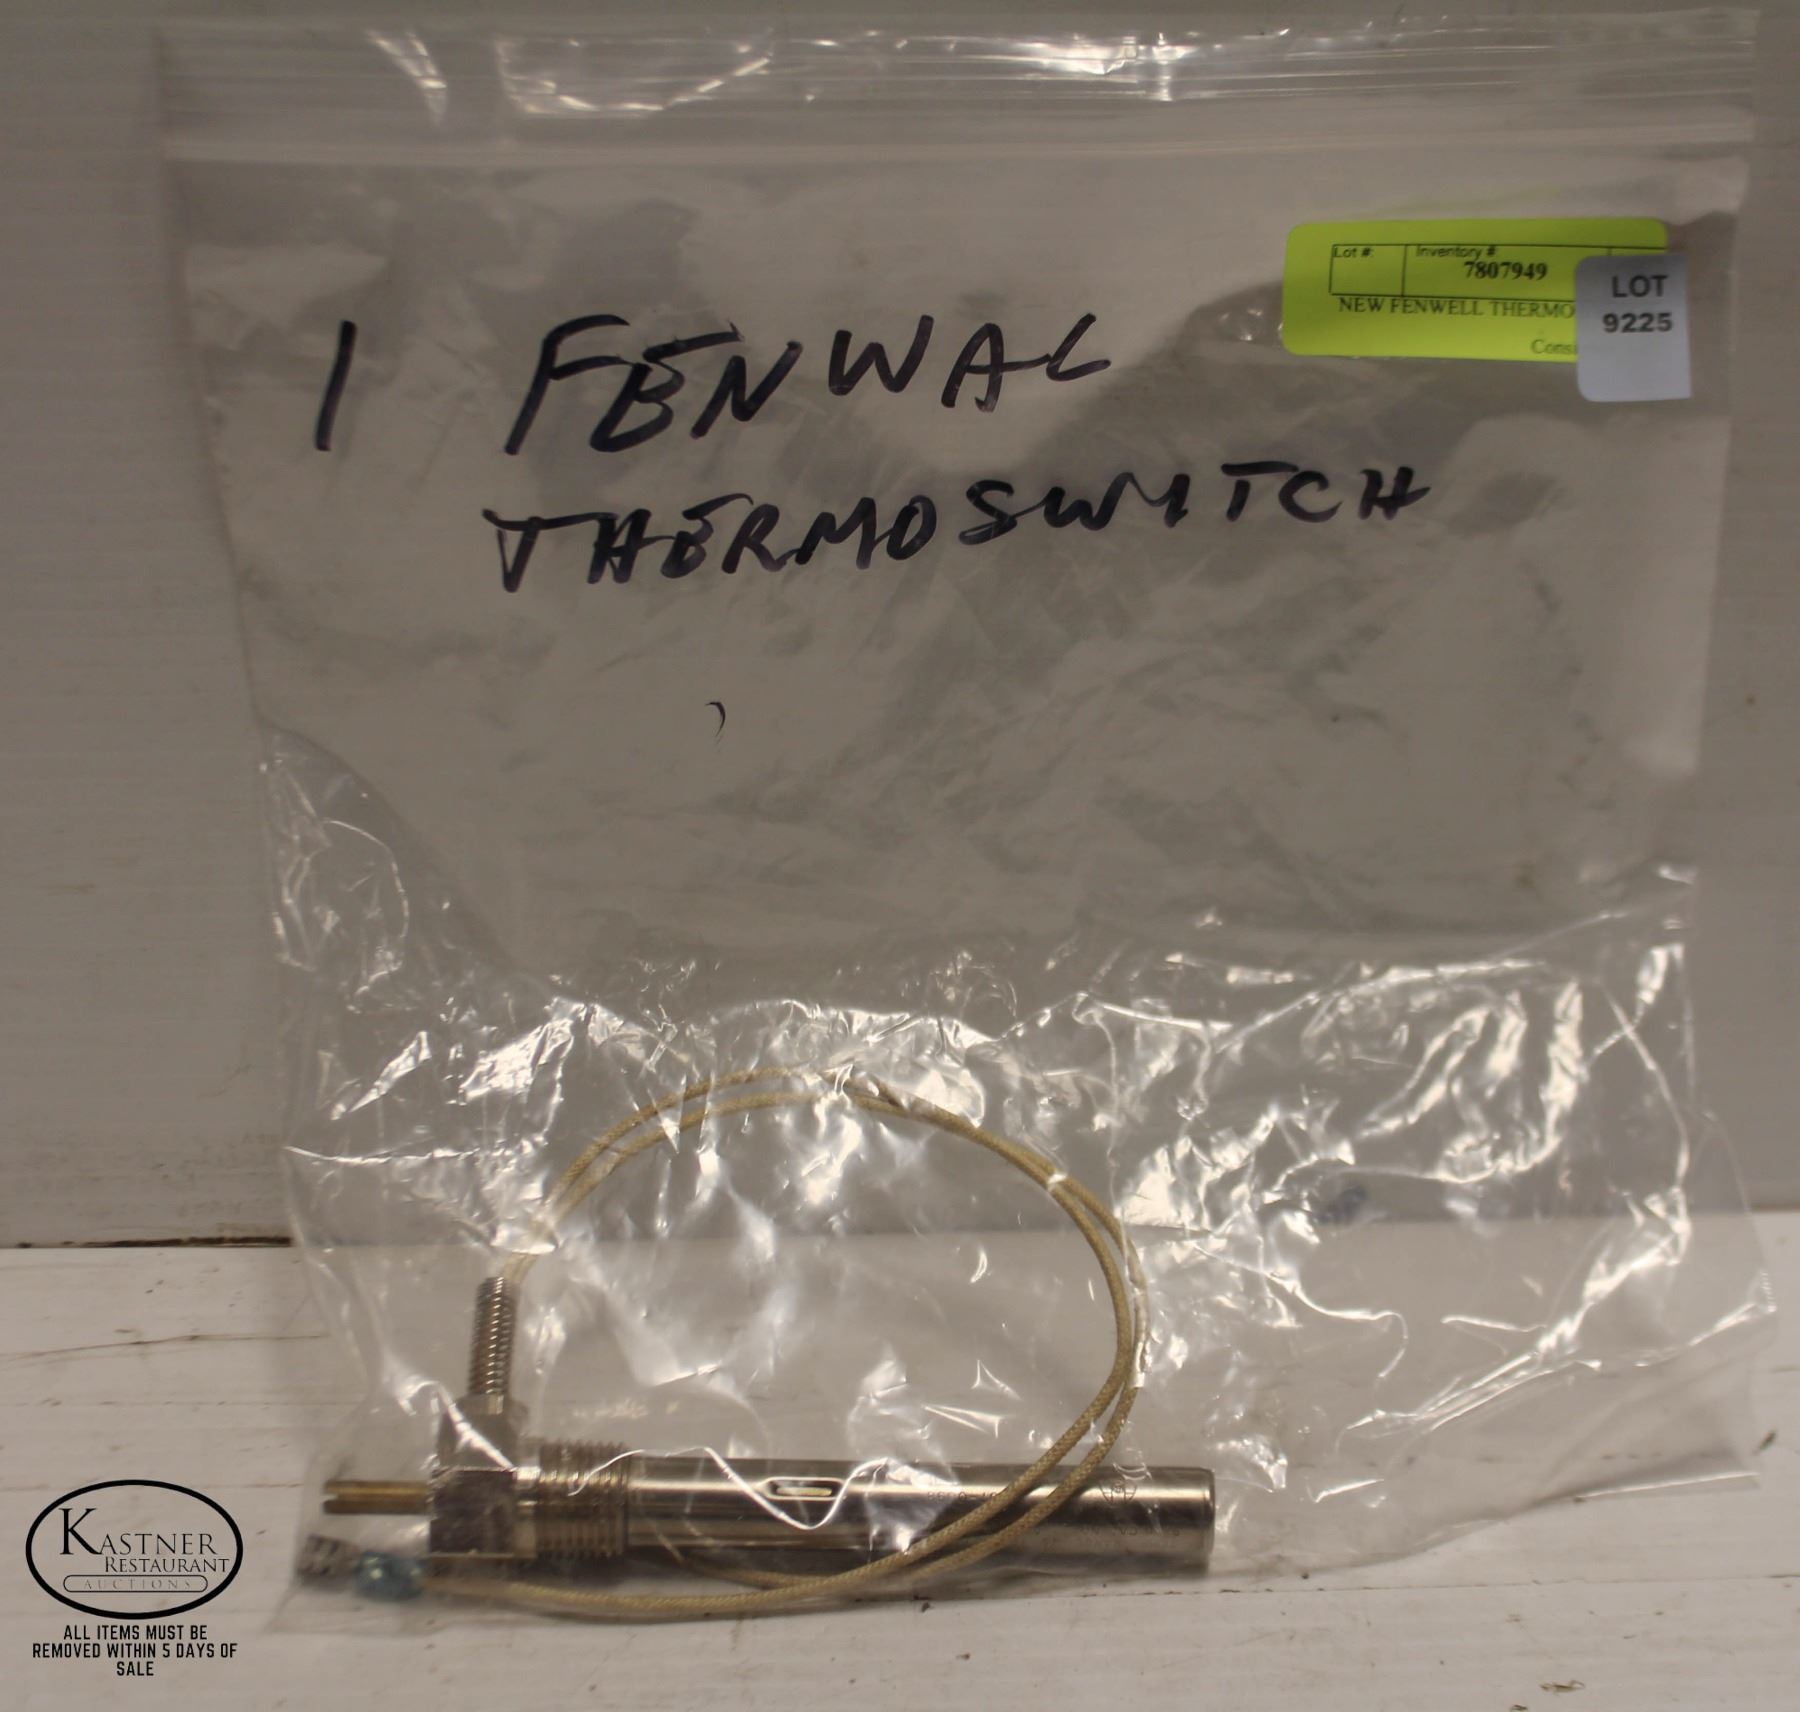 1 FENWAL
THERMOSWITCH
Lot #: Inventory #
7807949
NEW FENWELL THERMO
LOT
9225
KASTNER
RESTAURANT
AUCTIONS
ALL ITEMS MUST BE
REMOVED WITHIN 5 DAYS OF
SALE